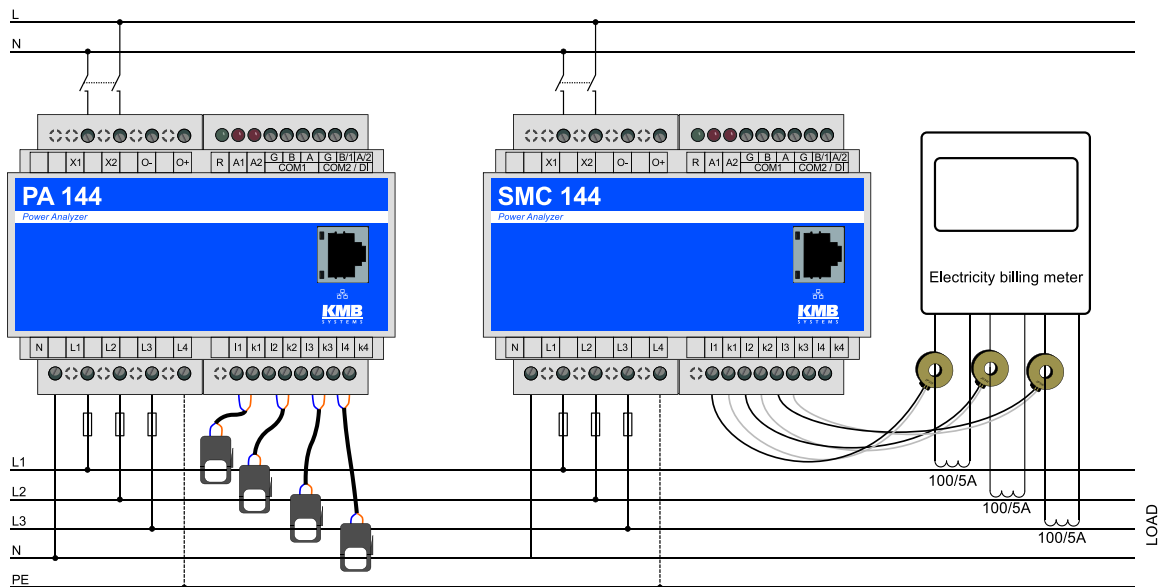 L
N
X1 X2 O- O+ R A1 A2 G B A G B/1 A/2
COM1 COM2 / DI
PA 144
Power Analyzer
KMB
SYSTEMS
N L1 L2 L3 L4 I1 k1 I2 k2 I3 k3 I4 k4
X1 X2 O- O+ R A1 A2 G B A G B/1 A/2
COM1 COM2 / DI
SMC 144
Power Analyzer
KMB
SYSTEMS
N L1 L2 L3 L4 I1 k1 I2 k2 I3 k3 I4 k4
Electricity billing meter
L1
L2
L3
N
PE
100/5A
100/5A
100/5A
LOAD